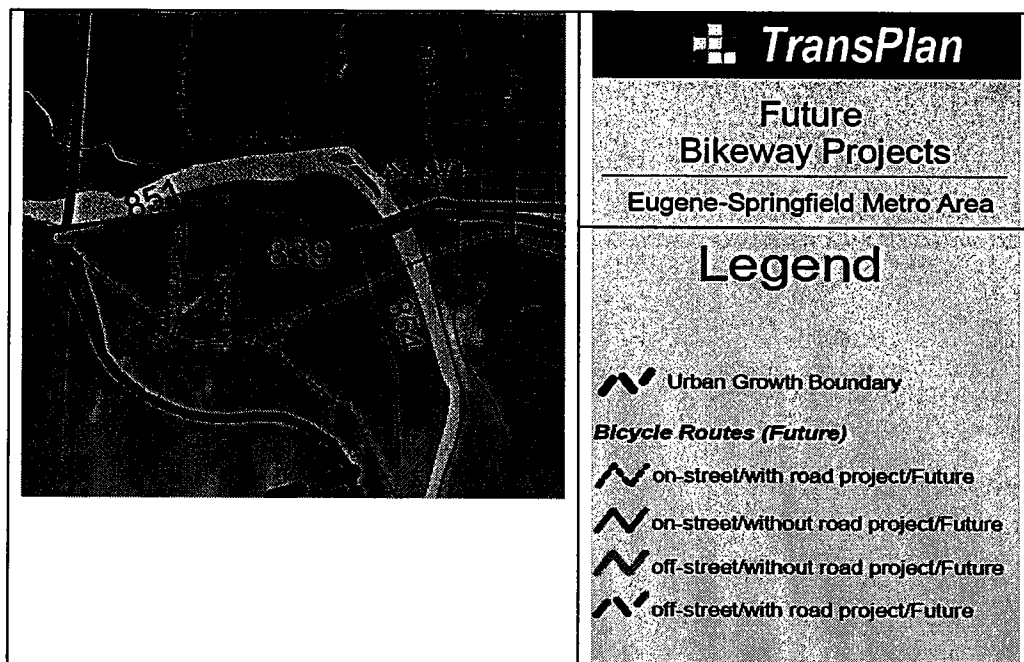 851
839
854
TransPlan
Future
Bikeway Projects
Eugene-Springfield Metro Area
Legend
Urban Growth Boundary
Bicycle Routes (Future)
on-street/with road project/Future
on-street/without road project/Future
off-street/without road project/Future
off-street/with road project/Future